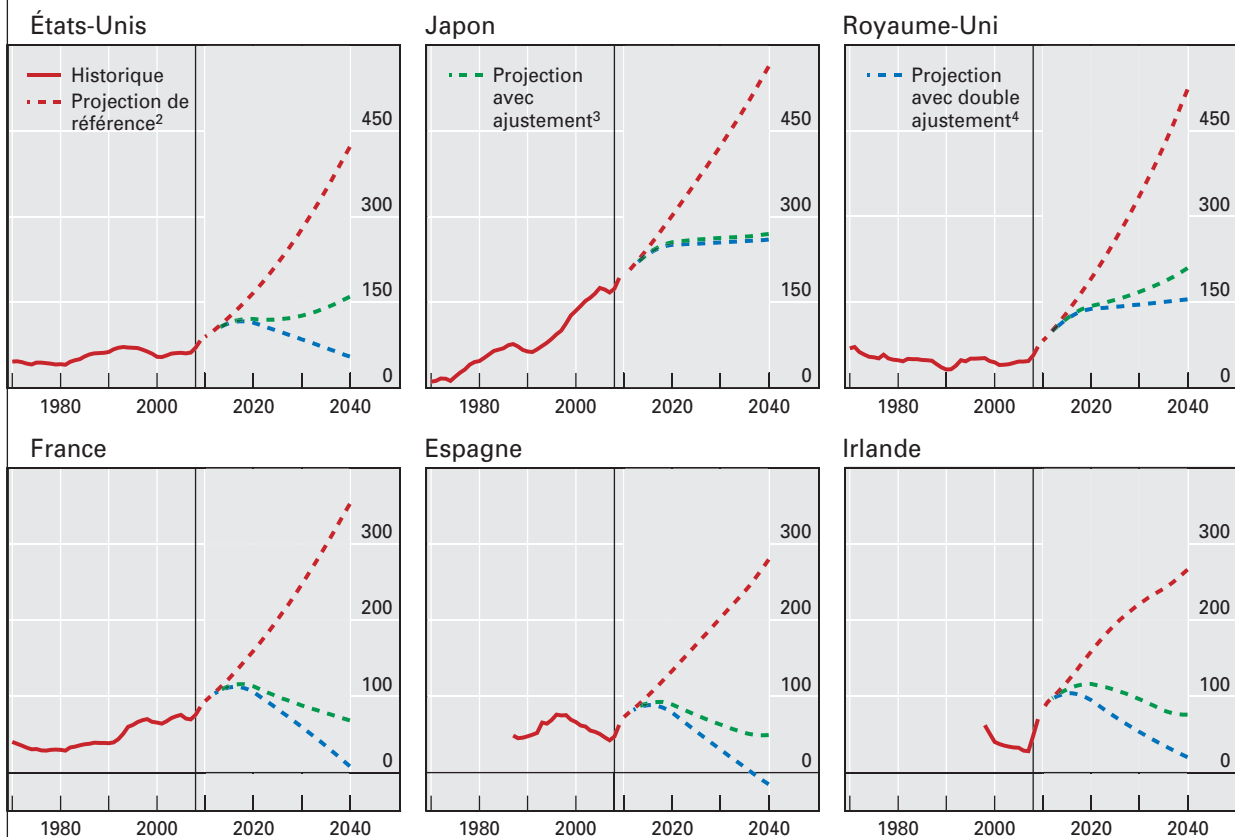 États-Unis
Historique
Projection de
référence²
450
300
150
0
1980 2000 2020 2040
Japon
Projection
avec
ajustement³
450
300
150
0
1980 2000 2020 2040
Royaume-Uni
Projection
avec double
ajustement⁴
450
300
150
0
1980 2000 2020 2040
France
300
200
100
0
1980 2000 2020 2040
Espagne
300
200
100
0
1980 2000 2020 2040
Irlande
300
200
100
0
1980 2000 2020 2040